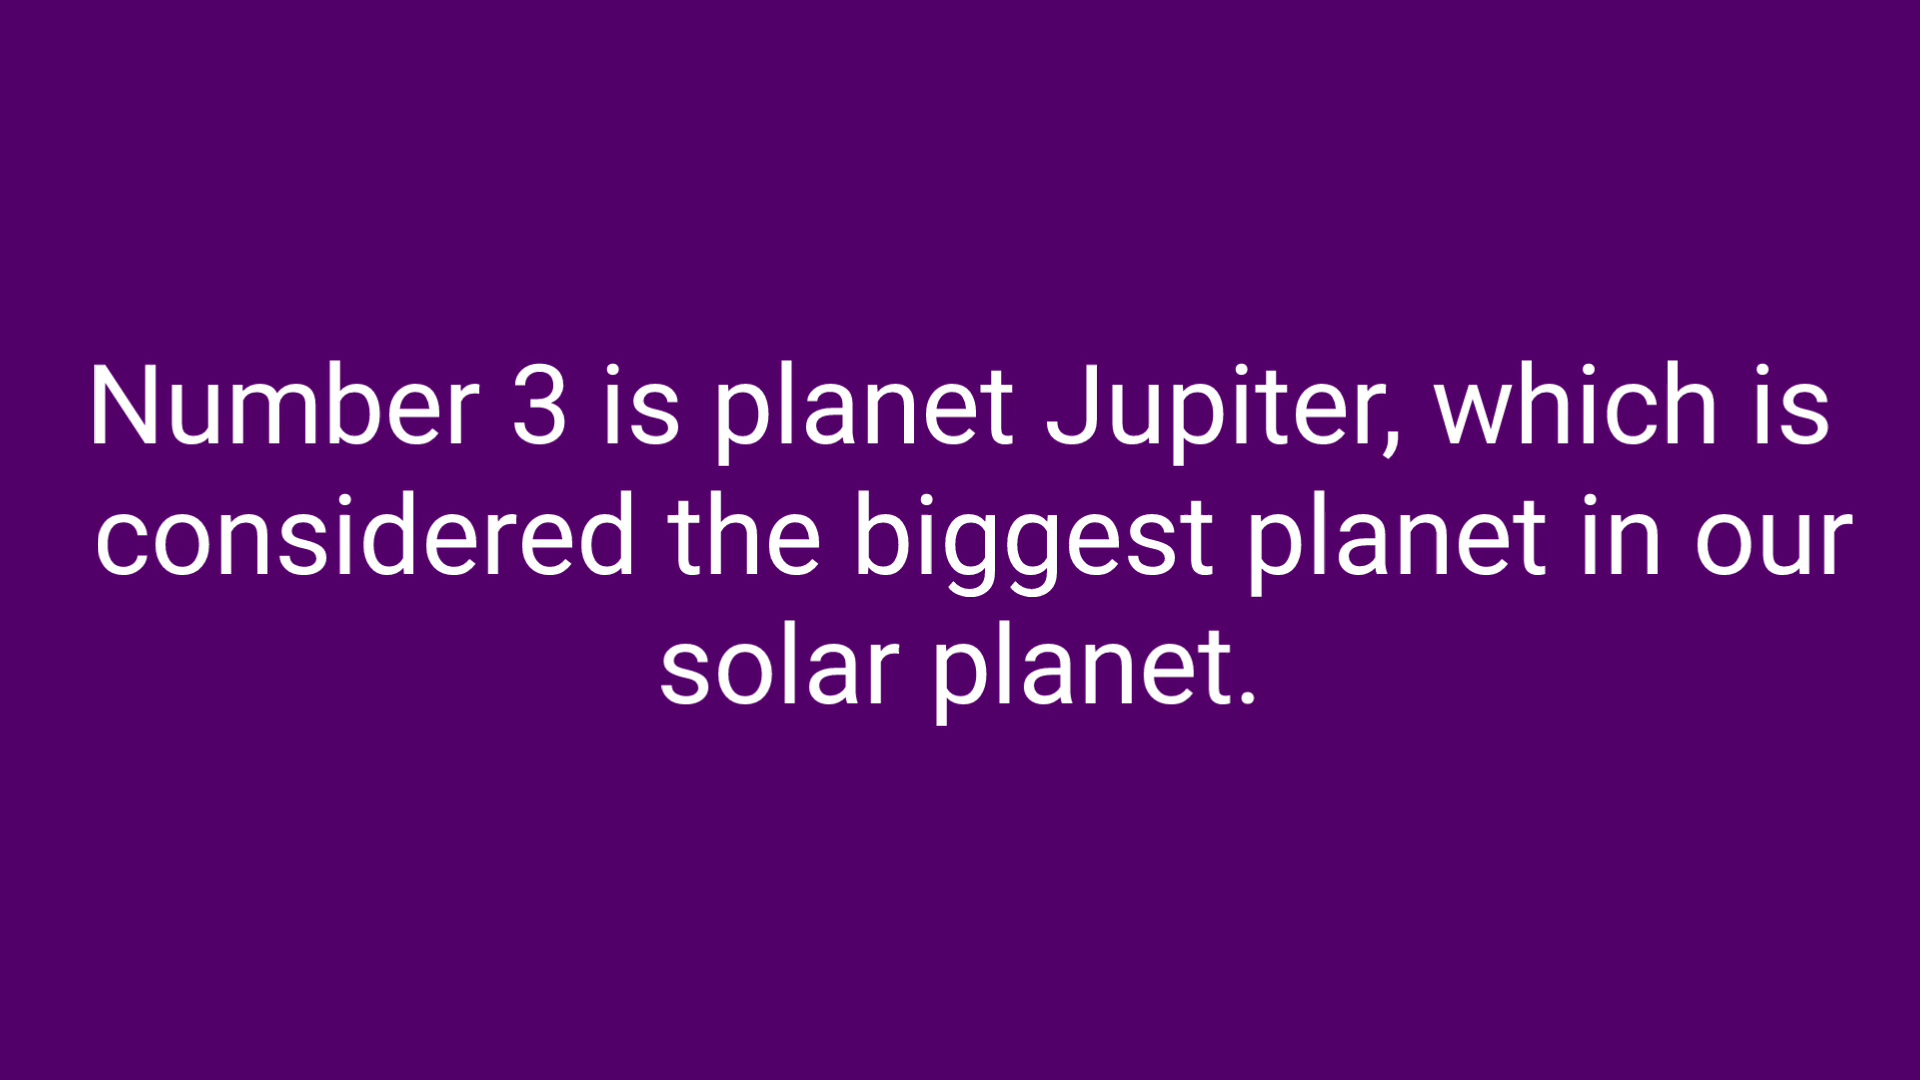 Number 3 is planet Jupiter, which is
considered the biggest planet in our
solar planet.